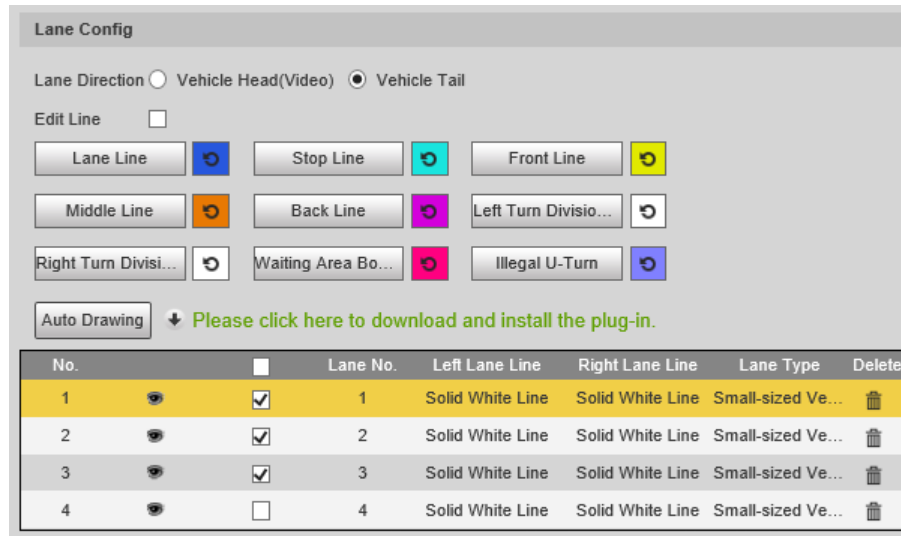 Lane Config
Lane Direction Vehicle Head(Video) Vehicle Tail
Edit Line
Lane Line Stop Line Front Line
Middle Line Back Line Left Turn Divisio...
Right Turn Divisi... Waiting Area Bo... Illegal U-Turn
Auto Drawing Please click here to download and install the plug-in.
No. Lane No. Left Lane Line Right Lane Line Lane Type Delete
1 1 Solid White Line Solid White Line Small-sized Ve...
2 2 Solid White Line Solid White Line Small-sized Ve...
3 3 Solid White Line Solid White Line Small-sized Ve...
4 4 Solid White Line Solid White Line Small-sized Ve...